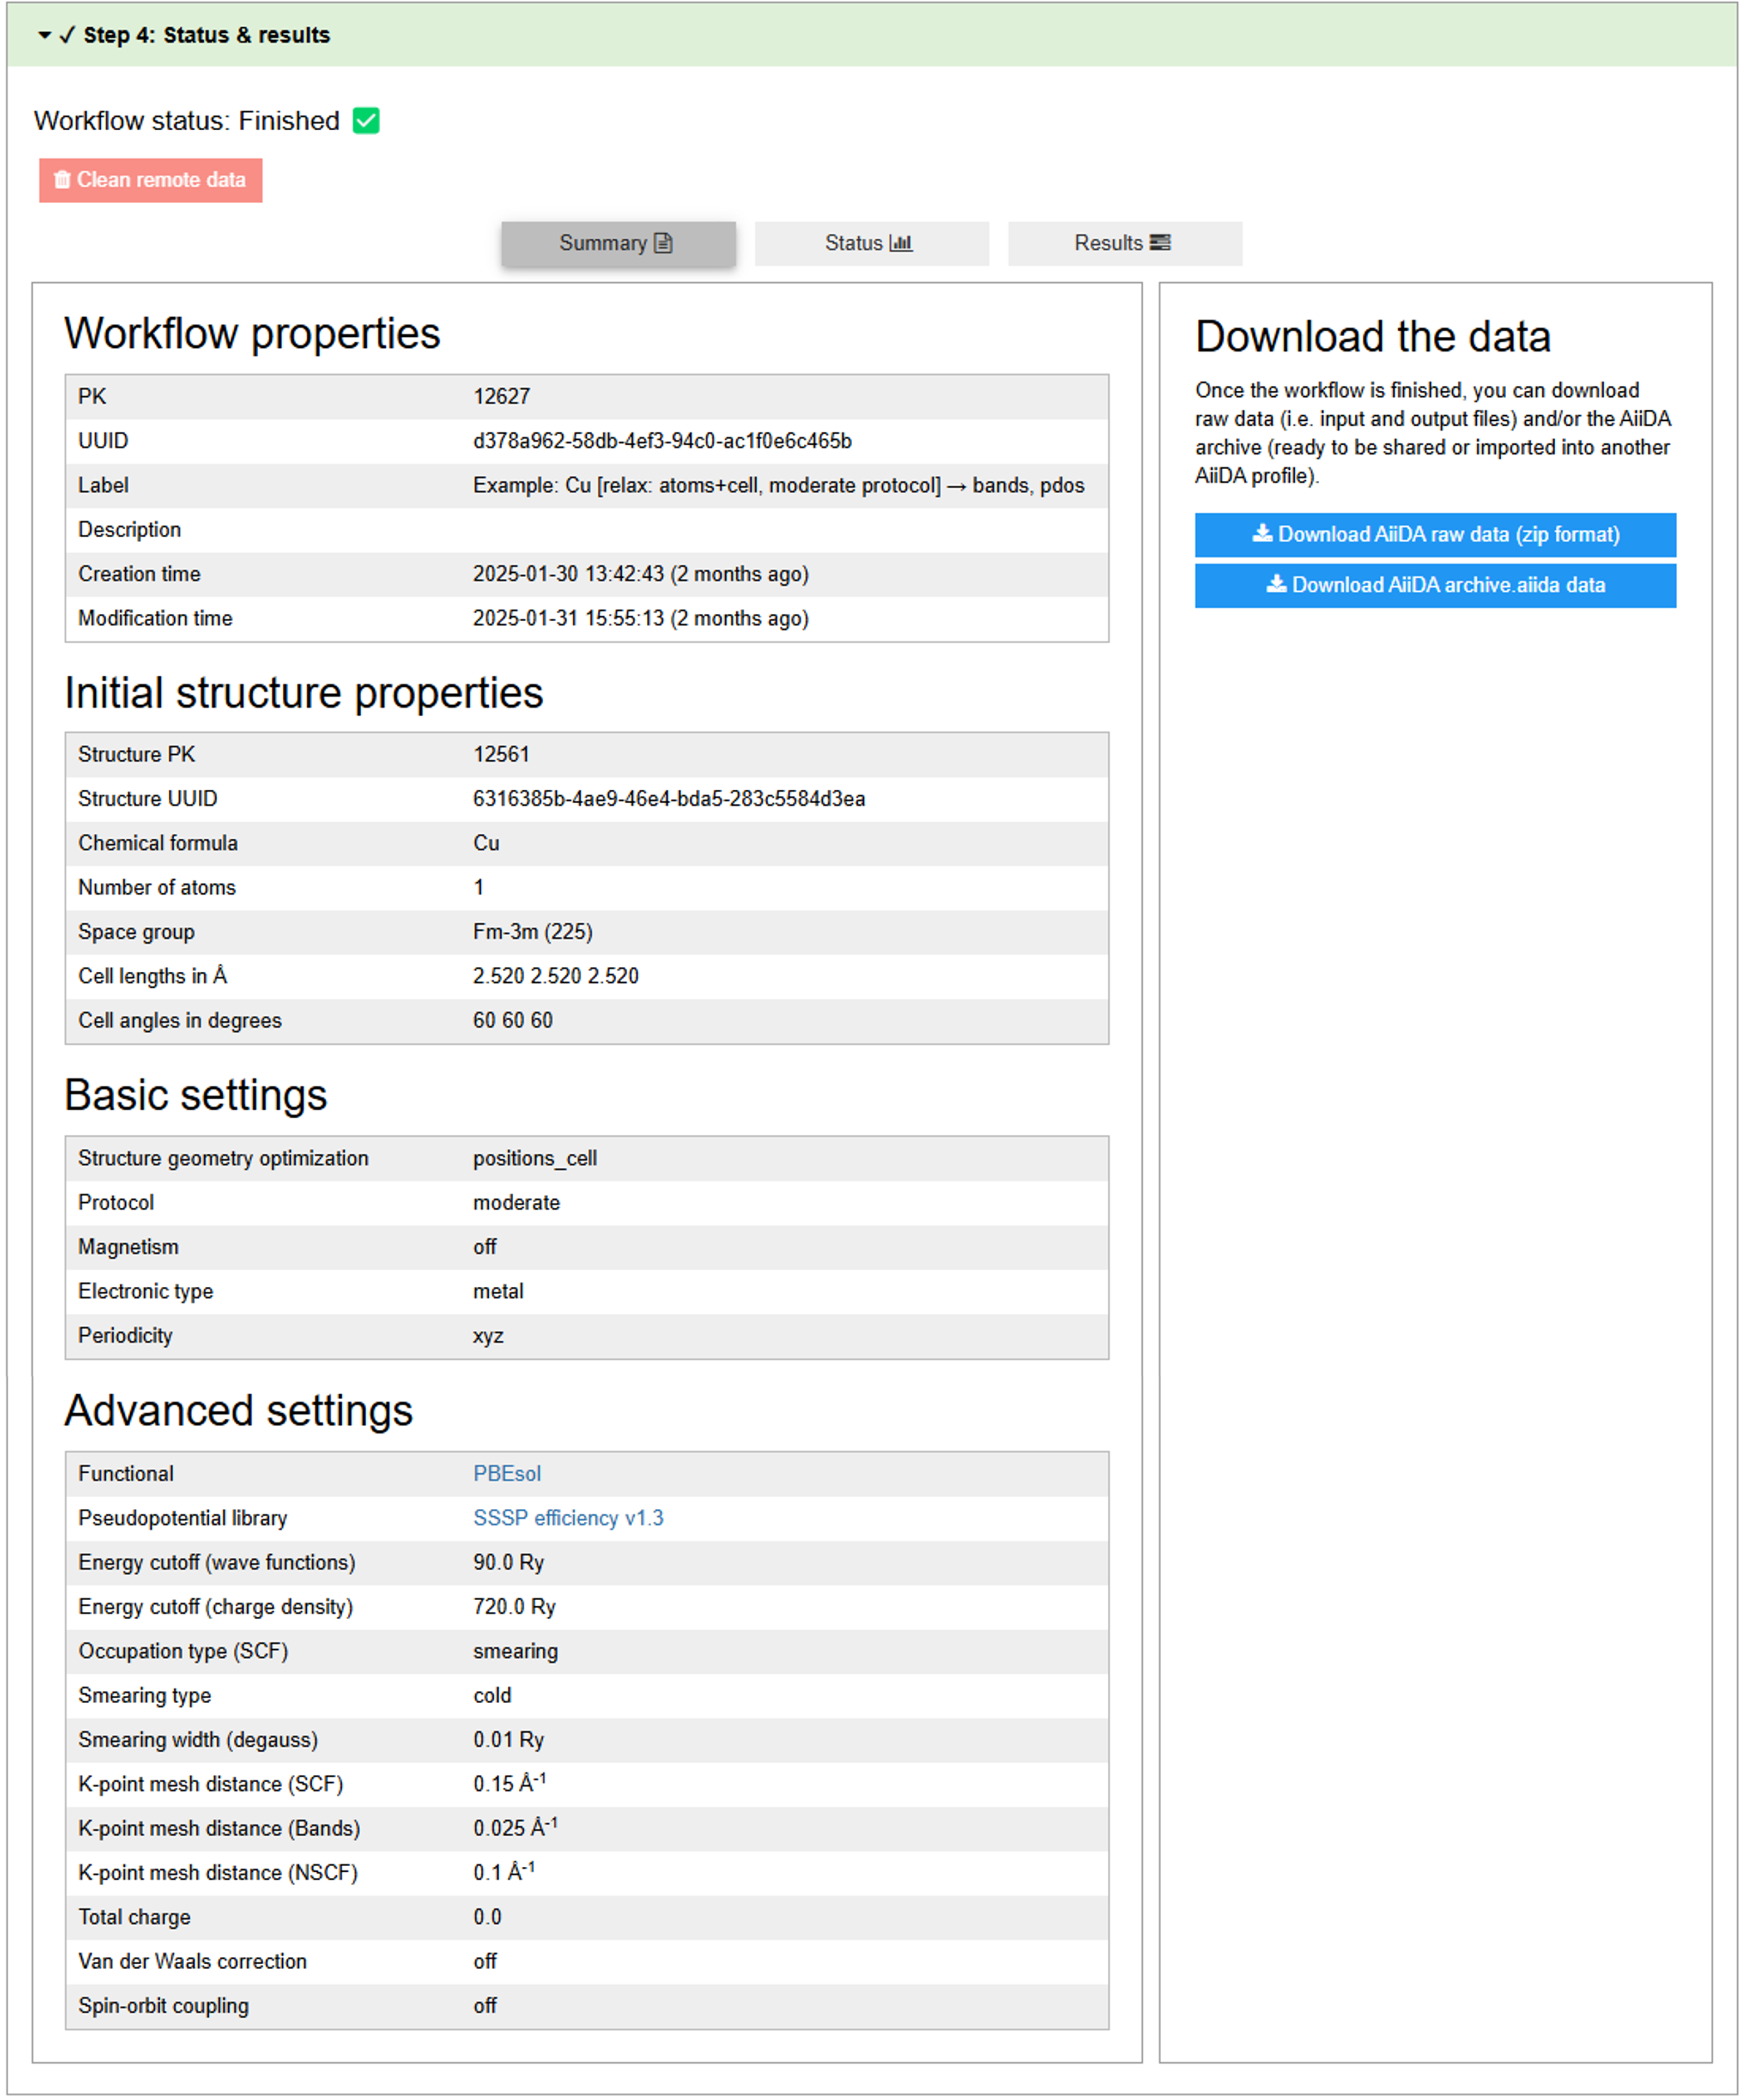 Step 4: Status & results
Workflow status: Finished
Clean remote data
Summary
Status
Results
Workflow properties
PK 12627
UUID d378a962-58db-4ef3-94c0-ac1f0e6c465b
Label Example: Cu [relax: atoms+cell, moderate protocol] → bands, pdos
Description
Creation time 2025-01-30 13:42:43 (2 months ago)
Modification time 2025-01-31 15:55:13 (2 months ago)
Initial structure properties
Structure PK 12561
Structure UUID 6316385b-4ae9-46e4-bda5-283c5584d3ea
Chemical formula Cu
Number of atoms 1
Space group Fm-3m (225)
Cell lengths in Å 2.520 2.520 2.520
Cell angles in degrees 60 60 60
Basic settings
Structure geometry optimization positions_cell
Protocol moderate
Magnetism off
Electronic type metal
Periodicity xyz
Advanced settings
Functional PBEsol
Pseudopotential library SSSP efficiency v1.3
Energy cutoff (wave functions) 90.0 Ry
Energy cutoff (charge density) 720.0 Ry
Occupation type (SCF) smearing
Smearing type cold
Smearing width (degauss) 0.01 Ry
K-point mesh distance (SCF) 0.15 Å⁻¹
K-point mesh distance (Bands) 0.025 Å⁻¹
K-point mesh distance (NSCF) 0.1 Å⁻¹
Total charge 0.0
Van der Waals correction off
Spin-orbit coupling off
Download the data
Once the workflow is finished, you can download
raw data (i.e. input and output files) and/or the AiiDA
archive (ready to be shared or imported into another
AiiDA profile).
Download AiiDA raw data (zip format)
Download AiiDA archive.aiida data